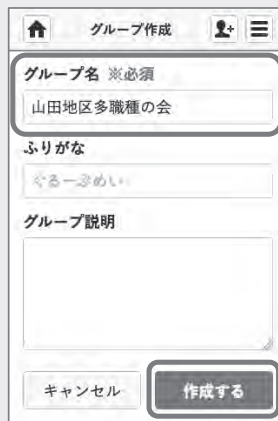 グループ作成
グループ名 ※必須
山田地区多職種の会
ふりがな
ぐるーぷめい
グループ説明
キャンセル
作成する